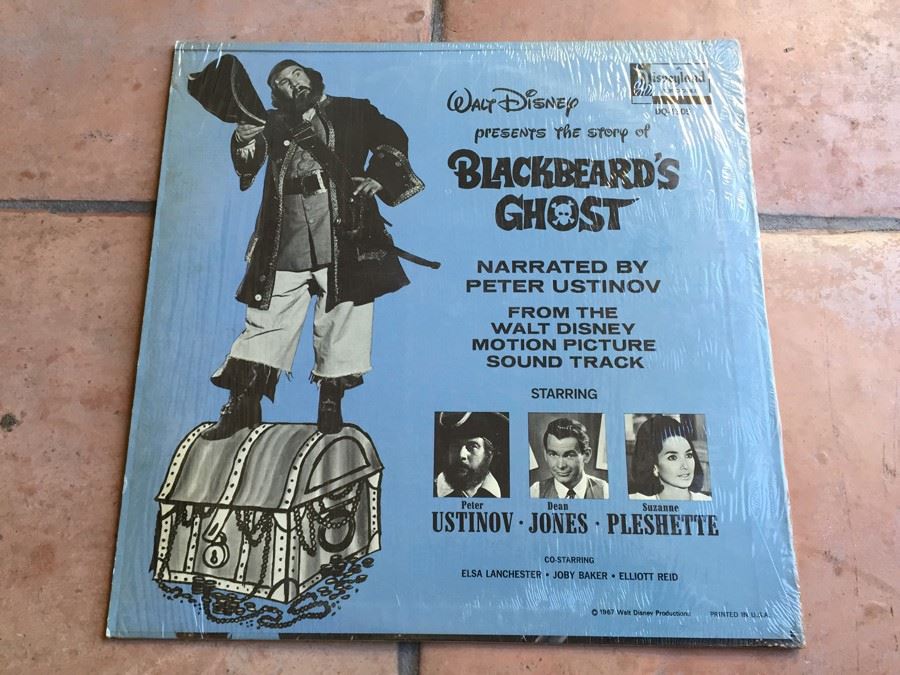 Disneyland
WALT DISNEY
PRESENTS THE STORY OF
BLACKBEARD'S
GHOST
NARRATED BY
PETER USTINOV
FROM THE
WALT DISNEY
MOTION PICTURE
SOUND TRACK
STARRING
Peter
USTINOV ·
Dean
JONES ·
Suzanne
PLESHETTE
CO-STARRING
ELSA LANCHESTER • JOBY BAKER • ELLIOTT REID
© 1967 Walt Disney Productions
PRINTED IN U.S.A.